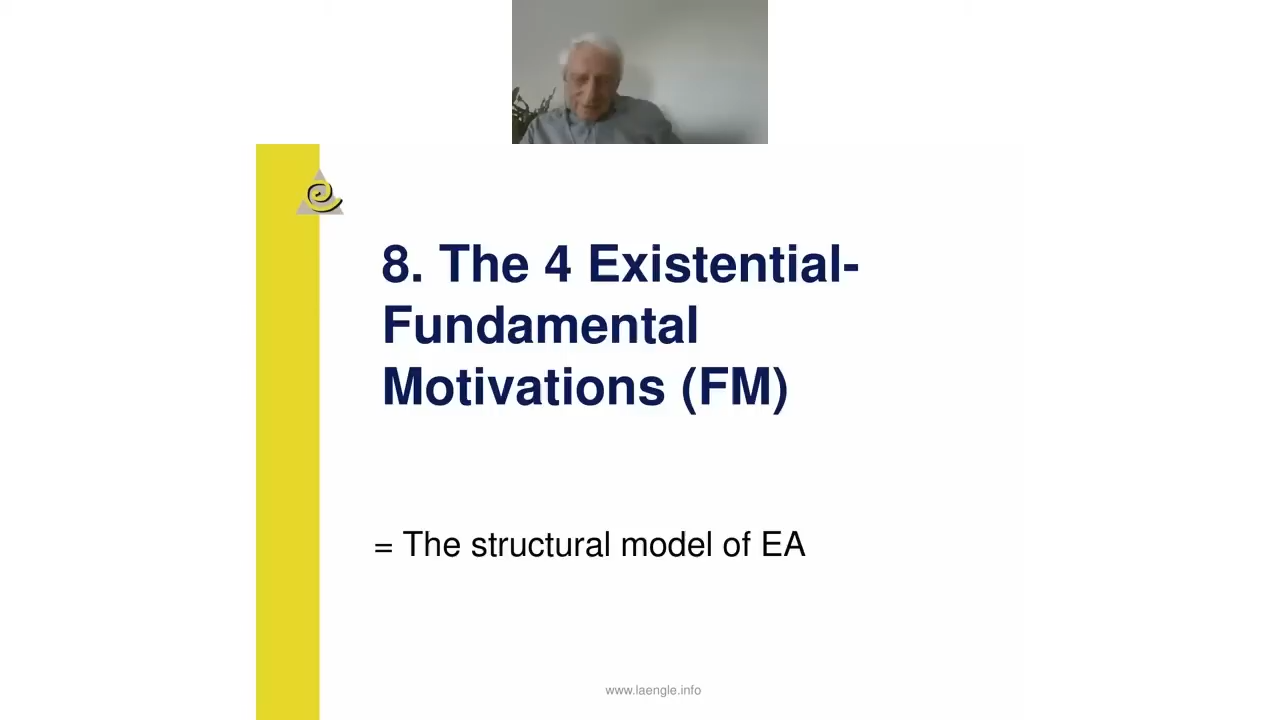 8. The 4 Existential-
Fundamental
Motivations (FM)
= The structural model of EA
www.laengle.info